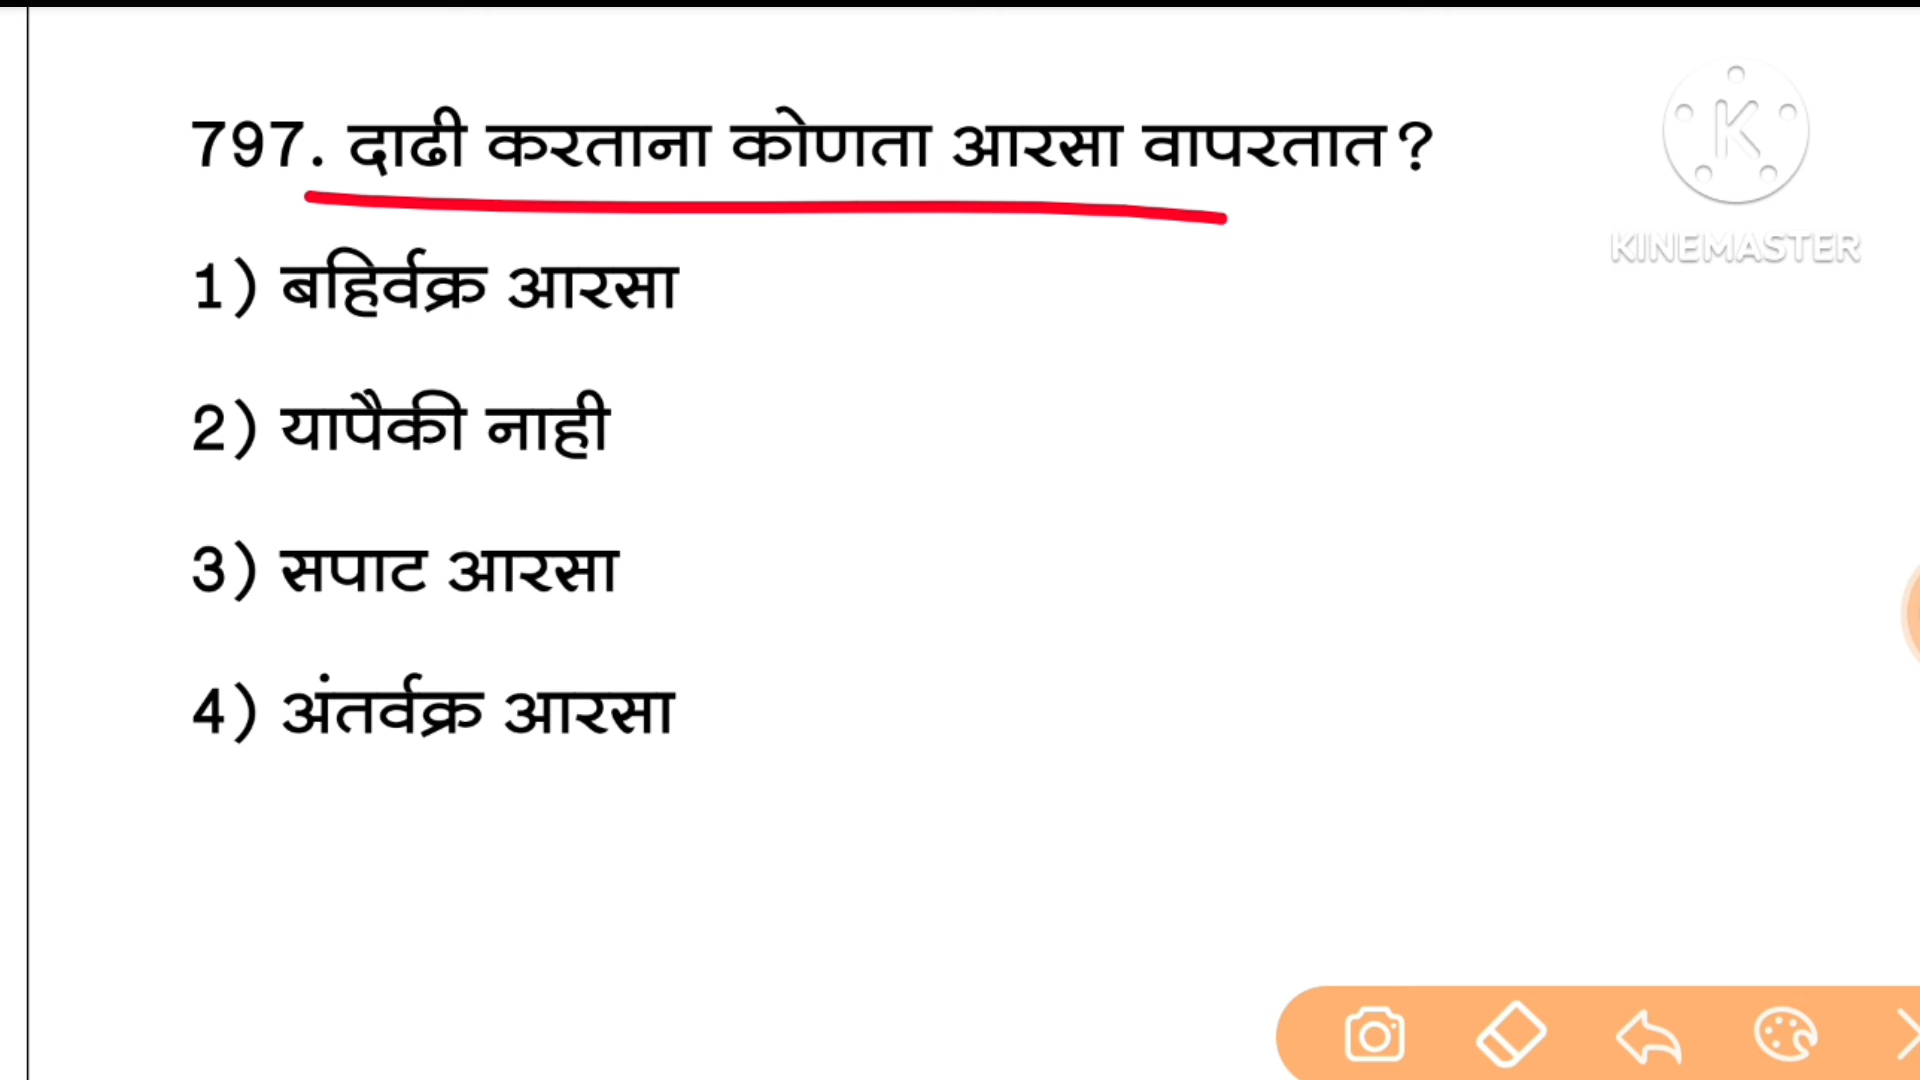 797. दाढी करताना कोणता आरसा वापरतात?
K
KINEMASTER
1) बहिर्वक्र आरसा
2) यापैकी नाही
3) सपाट आरसा
4) अंतर्वक्र आरसा